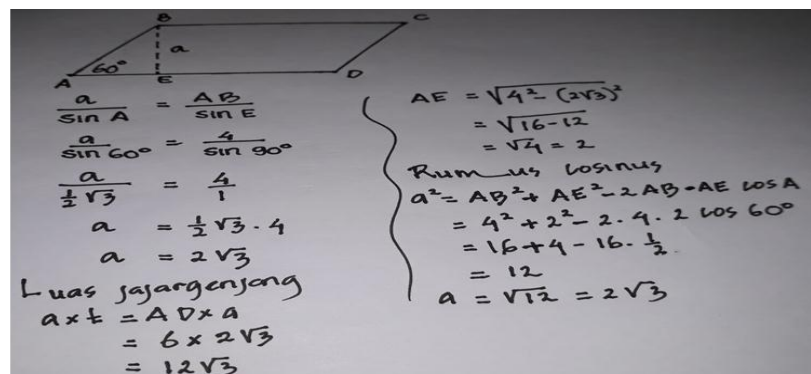 B
C
a
60°
A
E
D
a / sin A = AB / sin E
a / sin 60° = 4 / sin 90°
a / ½√3 = 4 / 1
a = ½√3 . 4
a = 2√3
Luas jajargenjang
a x t = AD x a
= 6 x 2√3
= 12√3
AE = √4² - (2√3)²
= √16-12
= √4 = 2
Rumus cosinus
a² = AB² + AE² - 2 AB . AE cos A
= 4² + 2² - 2 . 4 . 2 cos 60°
= 16 + 4 - 16 . ½
= 12
a = √12 = 2√3